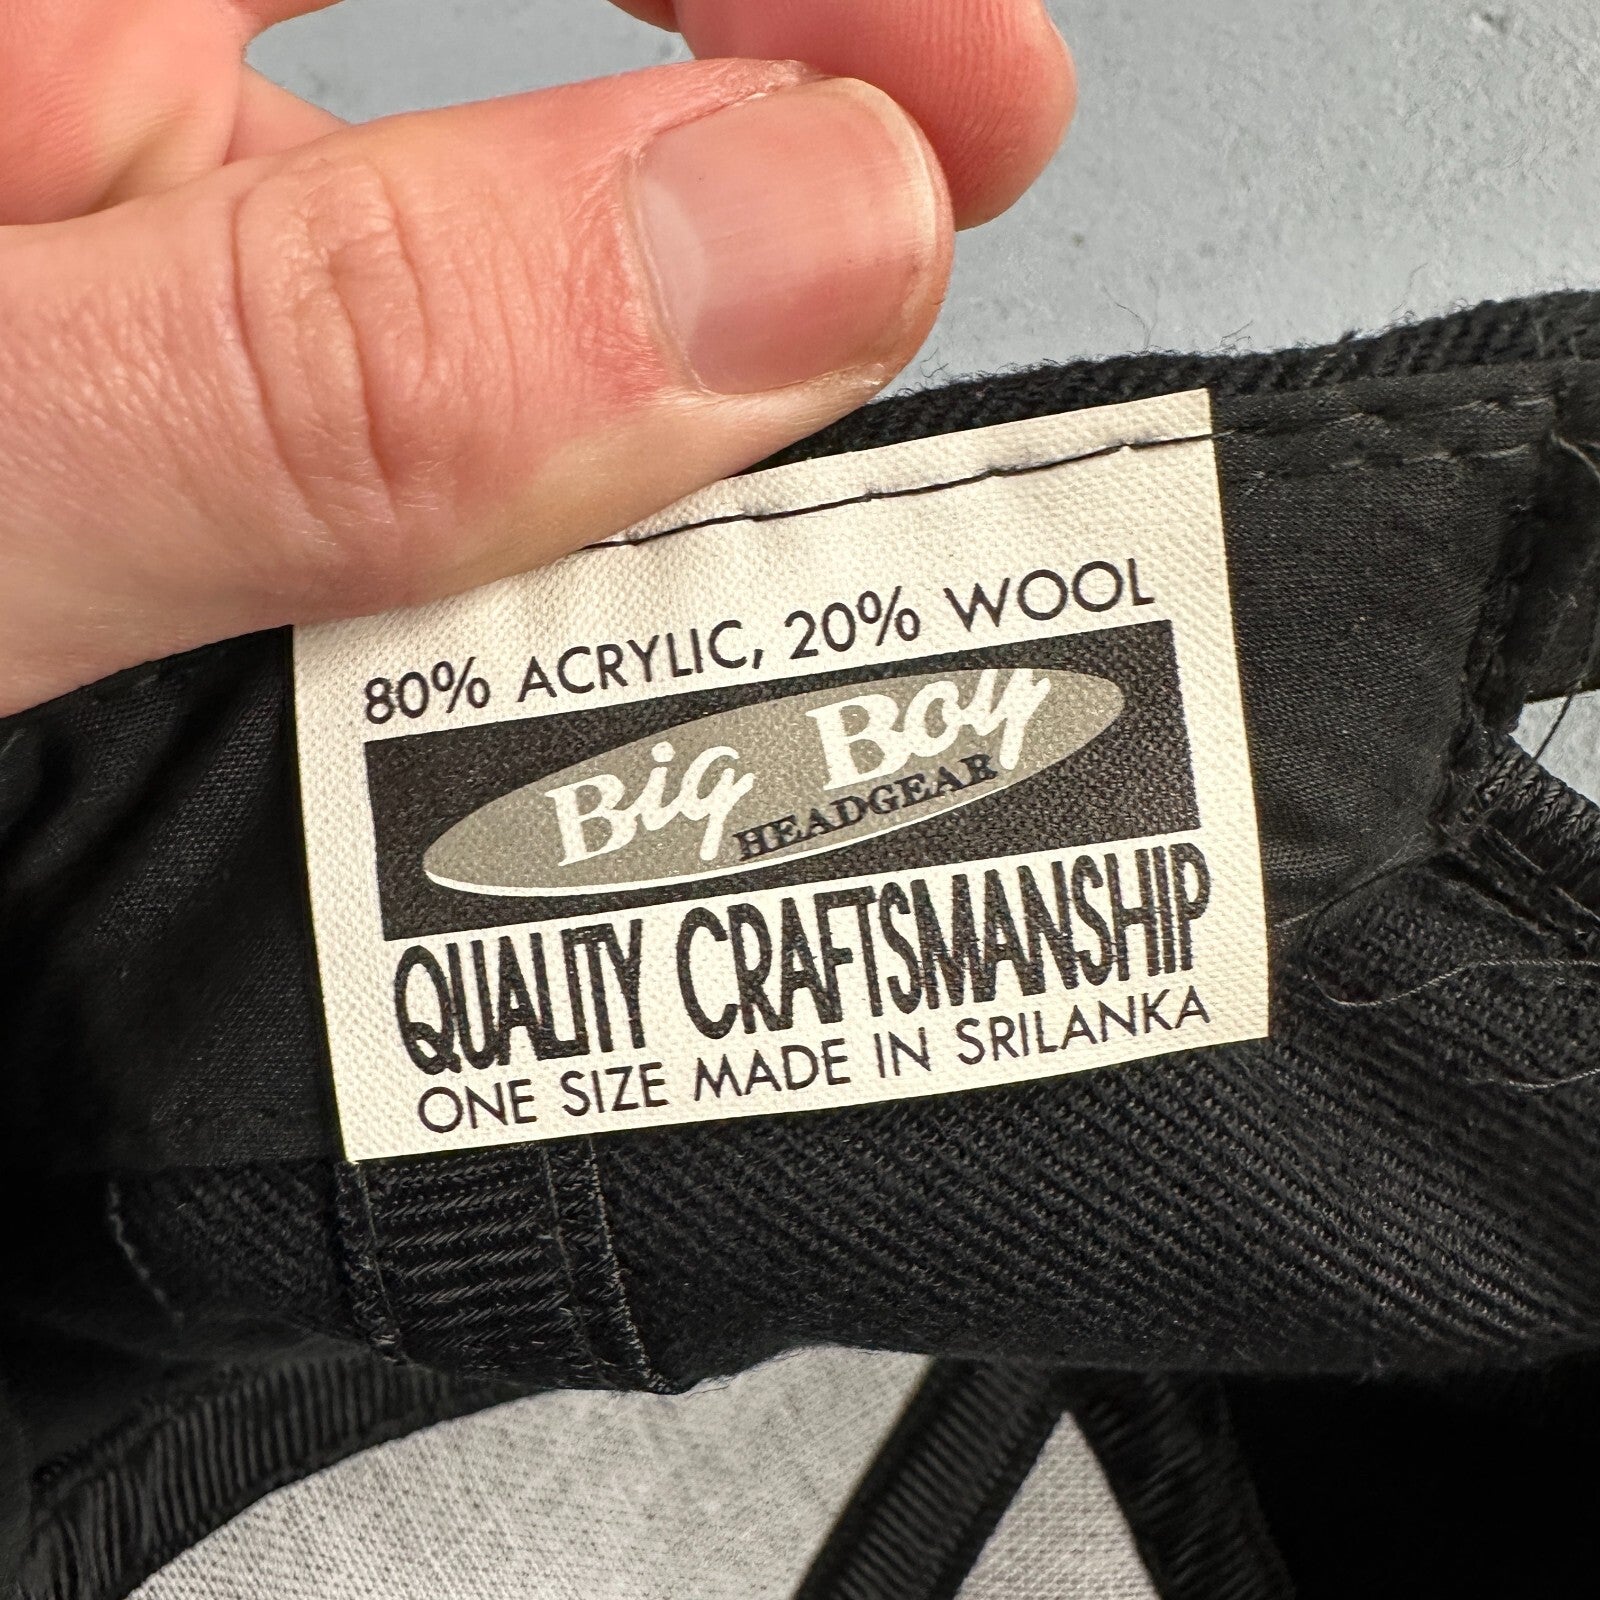 80% ACRYLIC, 20% WOOL
Big Boy
HEADGEAR
QUALITY CRAFTSMANSHIP
ONE SIZE MADE IN SRILANKA